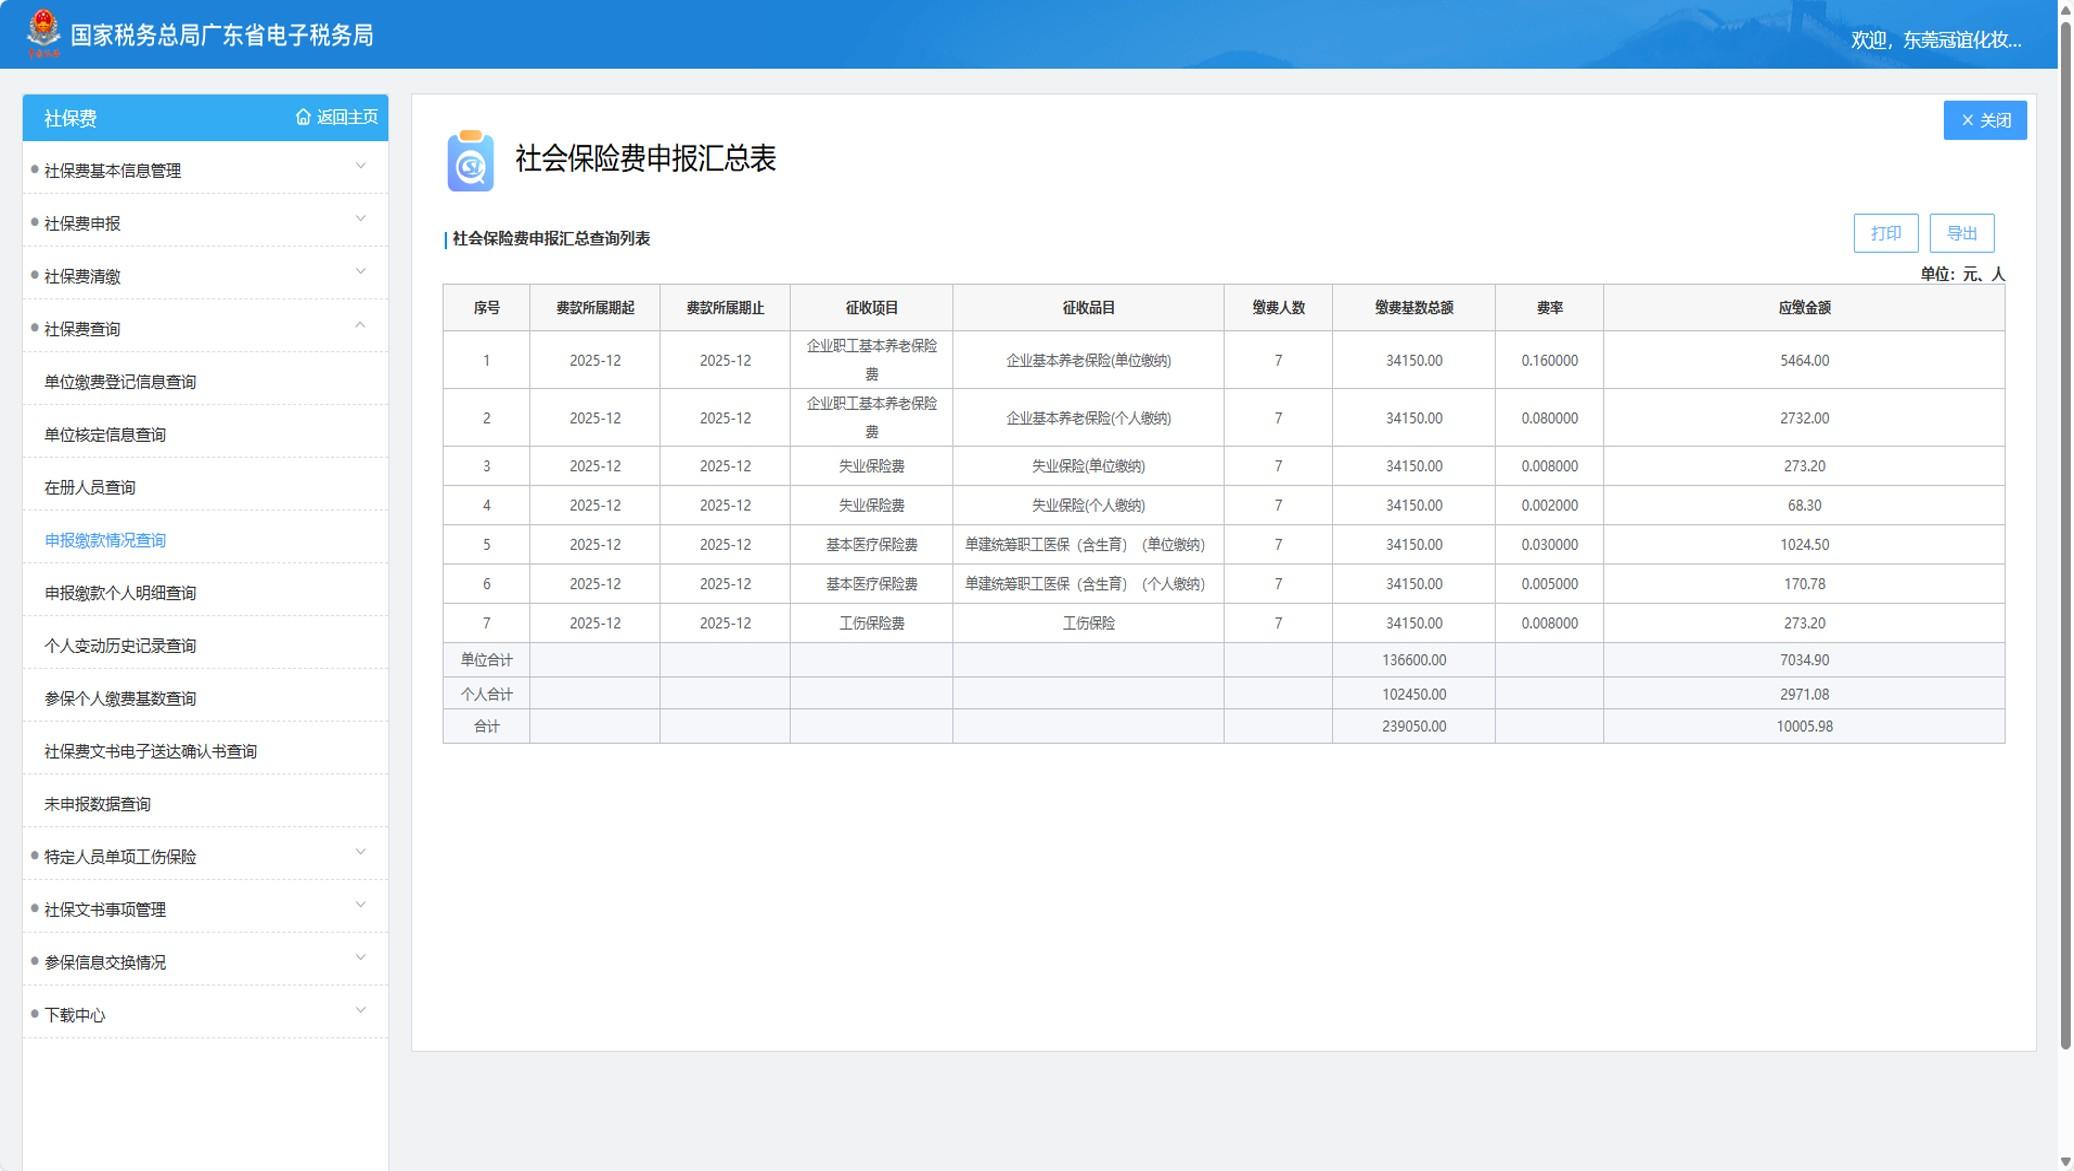 国家税务总局广东省电子税务局
欢迎，东莞冠谊化妆...
社保费 返回主页
社保费基本信息管理
社保费申报
社保费清缴
社保费查询
单位缴费登记信息查询
单位核定信息查询
在册人员查询
申报缴款情况查询
申报缴款个人明细查询
个人变动历史记录查询
参保个人缴费基数查询
社保费文书电子送达确认书查询
未申报数据查询
特定人员单项工伤保险
社保文书事项管理
参保信息交换情况
下载中心
× 关闭
社会保险费申报汇总表
社会保险费申报汇总查询列表
打印 导出
单位：元、人
序号 费款所属期起 费款所属期止 征收项目 征收品目 缴费人数 缴费基数总额 费率 应缴金额
1 2025-12 2025-12 企业职工基本养老保险费 企业基本养老保险(单位缴纳) 7 34150.00 0.160000 5464.00
2 2025-12 2025-12 企业职工基本养老保险费 企业基本养老保险(个人缴纳) 7 34150.00 0.080000 2732.00
3 2025-12 2025-12 失业保险费 失业保险(单位缴纳) 7 34150.00 0.008000 273.20
4 2025-12 2025-12 失业保险费 失业保险(个人缴纳) 7 34150.00 0.002000 68.30
5 2025-12 2025-12 基本医疗保险费 单建统筹职工医保（含生育）（单位缴纳） 7 34150.00 0.030000 1024.50
6 2025-12 2025-12 基本医疗保险费 单建统筹职工医保（含生育）（个人缴纳） 7 34150.00 0.005000 170.78
7 2025-12 2025-12 工伤保险费 工伤保险 7 34150.00 0.008000 273.20
单位合计 136600.00 7034.90
个人合计 102450.00 2971.08
合计 239050.00 10005.98